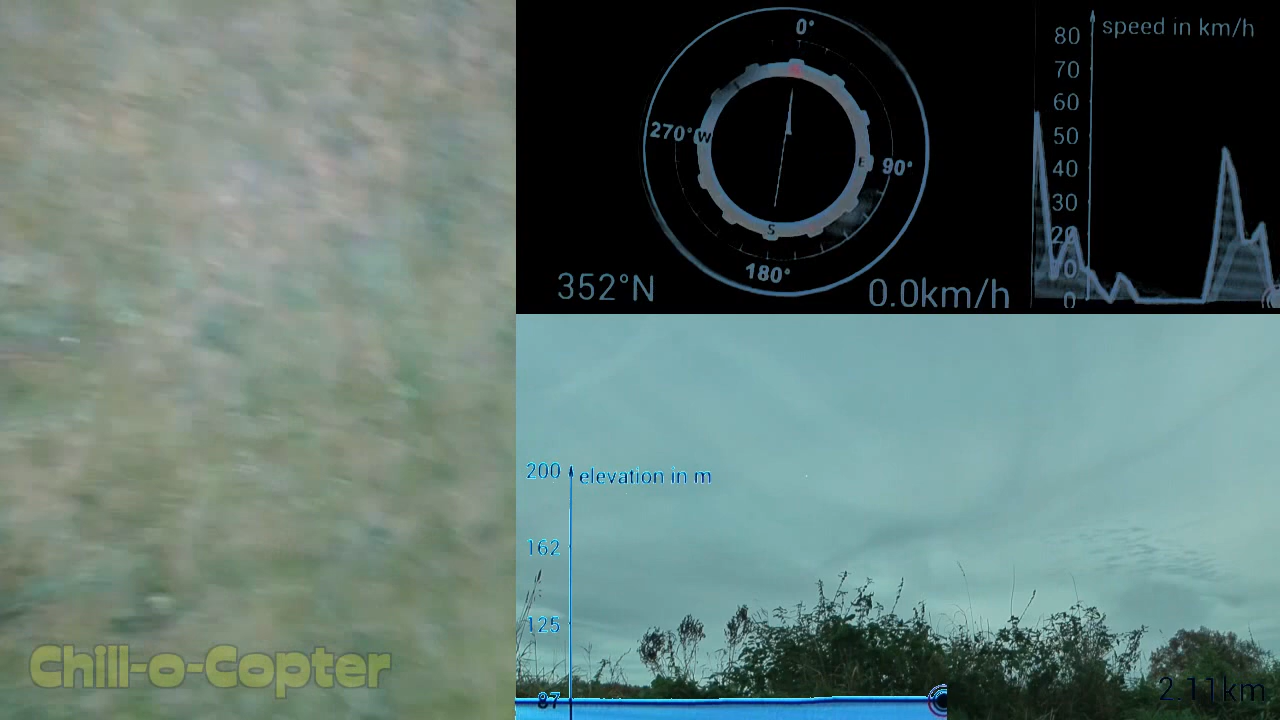 0°
270° W
E 90°
S
180°
352°N
0.0km/h
speed in km/h
80
70
60
50
40
30
20
10
0
elevation in m
200
162
125
87
2.11km
Chill-o-Copter